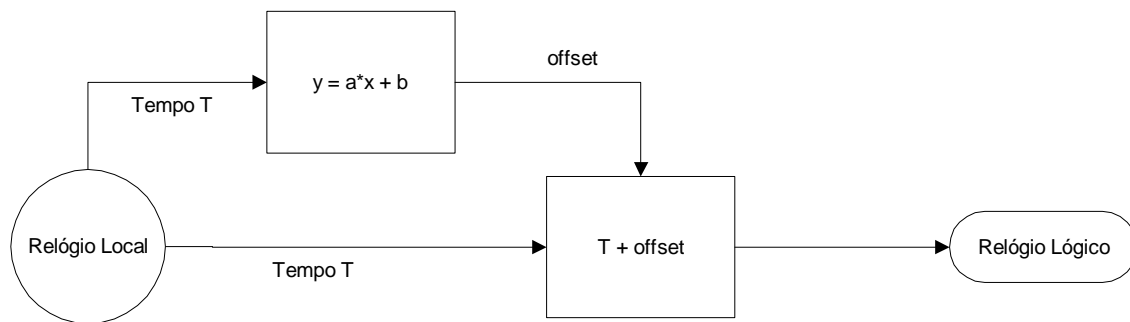 y = a*x + b
offset
Tempo T
Relógio Local
Tempo T
T + offset
Relógio Lógico